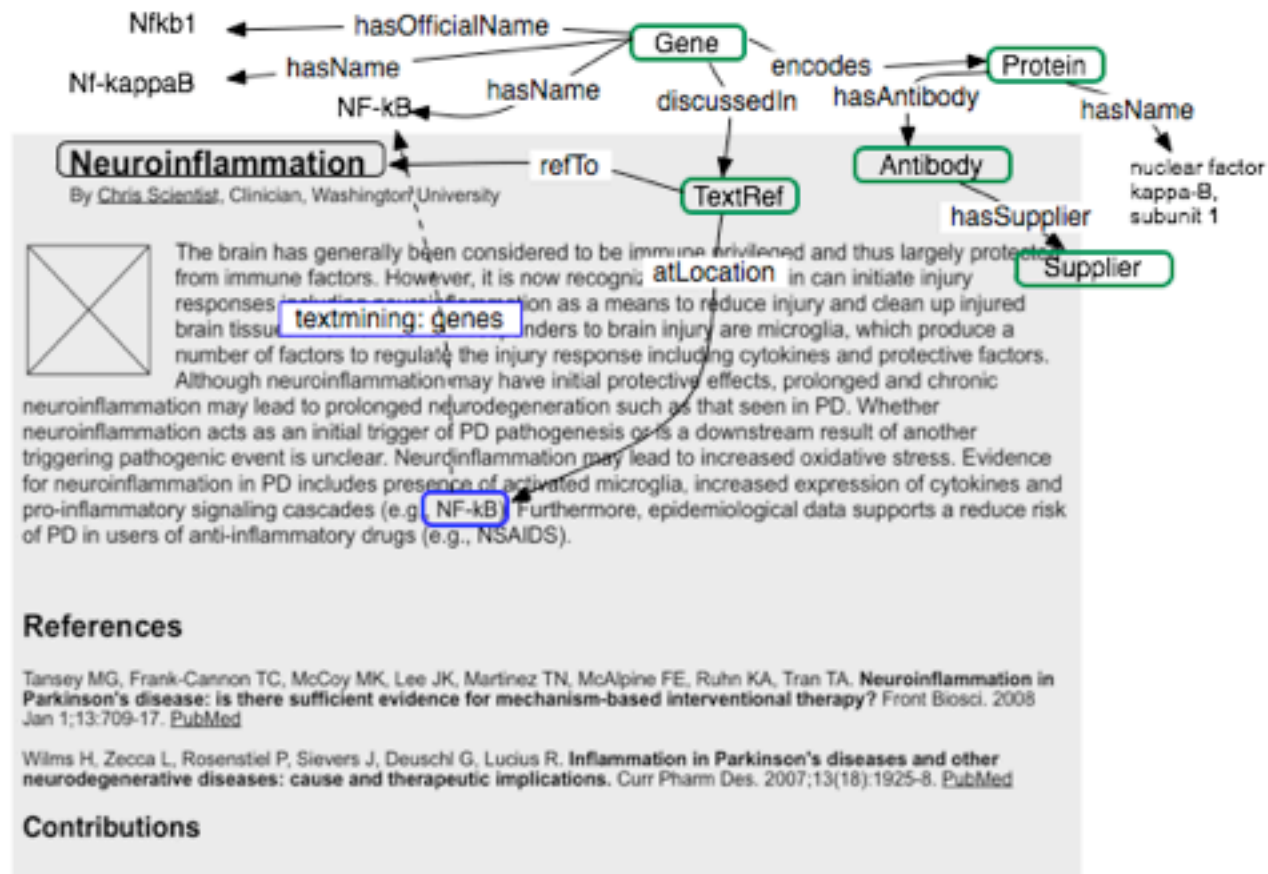 Nfkb1
hasOfficialName
Gene
Nf-kappaB
hasName
hasName
NF-kB
discussedIn
encodes
Protein
hasAntibody
hasName
Neuroinflammation
refTo
Antibody
nuclear factor
kappa-B,
subunit 1
By Chris Scientist, Clinician, Washington University
TextRef
hasSupplier
The brain has generally been considered to be immune privileged and thus largely protected
from immune factors. However, it is now recogni atLocation in can initiate injury
Supplier
responses including neuroinflammation as a means to reduce injury and clean up injured
brain tissue textmining: genes nders to brain injury are microglia, which produce a
number of factors to regulate the injury response including cytokines and protective factors.
Although neuroinflammation may have initial protective effects, prolonged and chronic
neuroinflammation may lead to prolonged neurodegeneration such as that seen in PD. Whether
neuroinflammation acts as an initial trigger of PD pathogenesis or is a downstream result of another
triggering pathogenic event is unclear. Neuroinflammation may lead to increased oxidative stress. Evidence
for neuroinflammation in PD includes presence of activated microglia, increased expression of cytokines and
pro-inflammatory signaling cascades (e.g. NF-kB) Furthermore, epidemiological data supports a reduce risk
of PD in users of anti-inflammatory drugs (e.g., NSAIDS).
References
Tansey MG, Frank-Cannon TC, McCoy MK, Lee JK, Martinez TN, McAlpine FE, Ruhn KA, Tran TA. Neuroinflammation in
Parkinson's disease: is there sufficient evidence for mechanism-based interventional therapy? Front Biosci. 2008
Jan 1;13:709-17. PubMed
Wilms H, Zecca L, Rosenstiel P, Sievers J, Deuschl G, Lucius R. Inflammation in Parkinson's diseases and other
neurodegenerative diseases: cause and therapeutic implications. Curr Pharm Des. 2007;13(18):1925-8. PubMed
Contributions